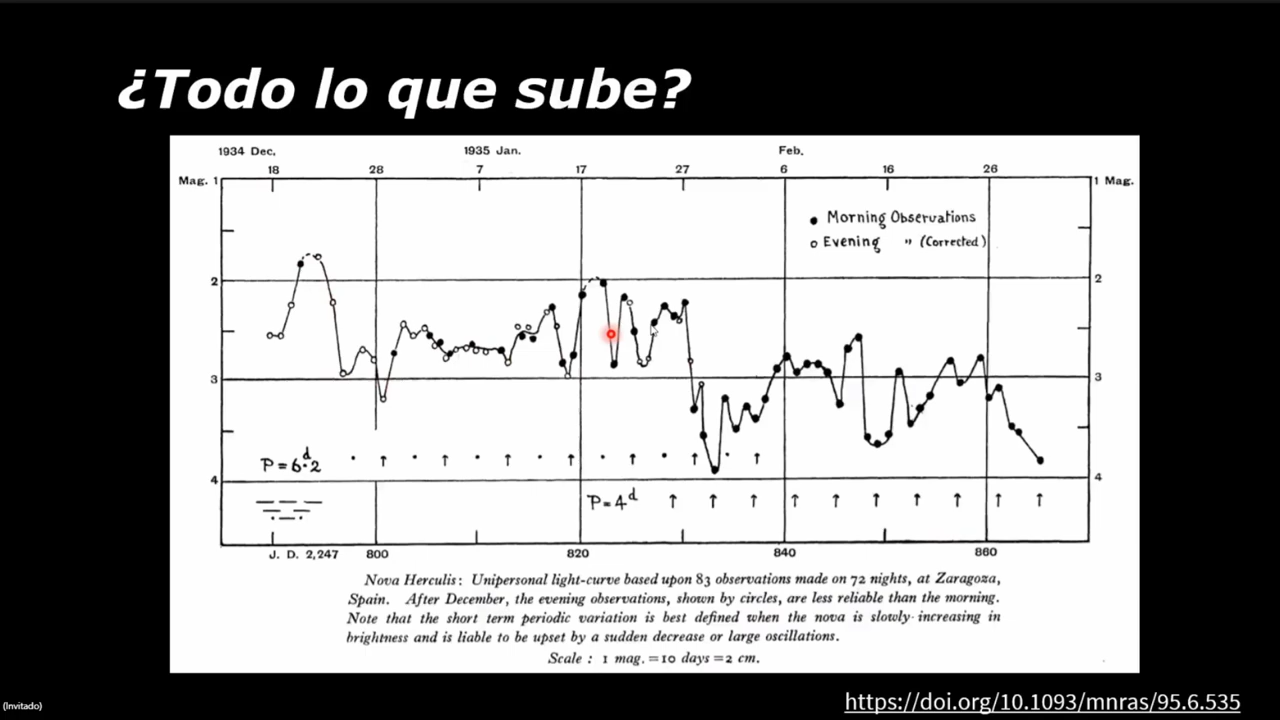 ¿Todo lo que sube?
1934 Dec. 1935 Jan. Feb.
18 28 7 17 27 6 16 26
Mag. 1 1 Mag.
Morning Observations
Evening " (Corrected)
2 2
3 3
P=6ᵈ.2
4 4
P=4ᵈ
J. D. 2,247 800 820 840 860
Nova Herculis: Unipersonal light-curve based upon 83 observations made on 72 nights, at Zaragoza,
Spain. After December, the evening observations, shown by circles, are less reliable than the morning.
Note that the short term periodic variation is best defined when the nova is slowly increasing in
brightness and is liable to be upset by a sudden decrease or large oscillations.
Scale : 1 mag. = 10 days = 2 cm.
https://doi.org/10.1093/mnras/95.6.535
(Invitado)